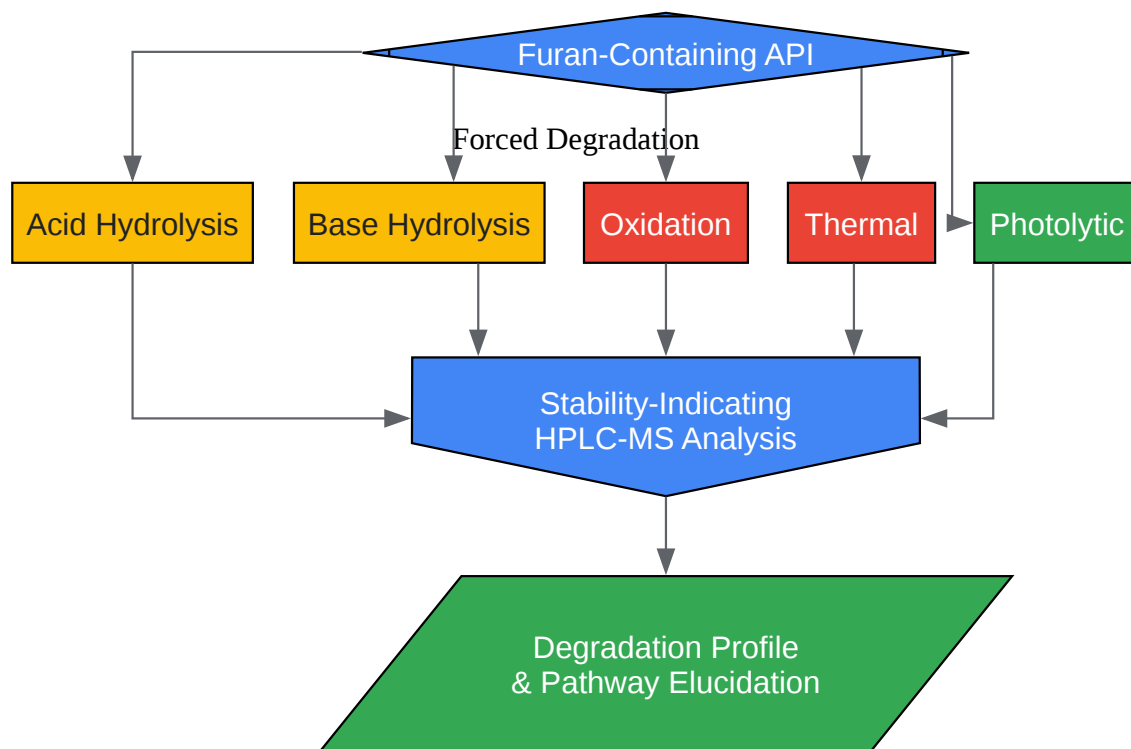 Furan-Containing API
Forced Degradation
Acid Hydrolysis
Base Hydrolysis
Oxidation
Thermal
Photolytic
Stability-Indicating
HPLC-MS Analysis
Degradation Profile
& Pathway Elucidation